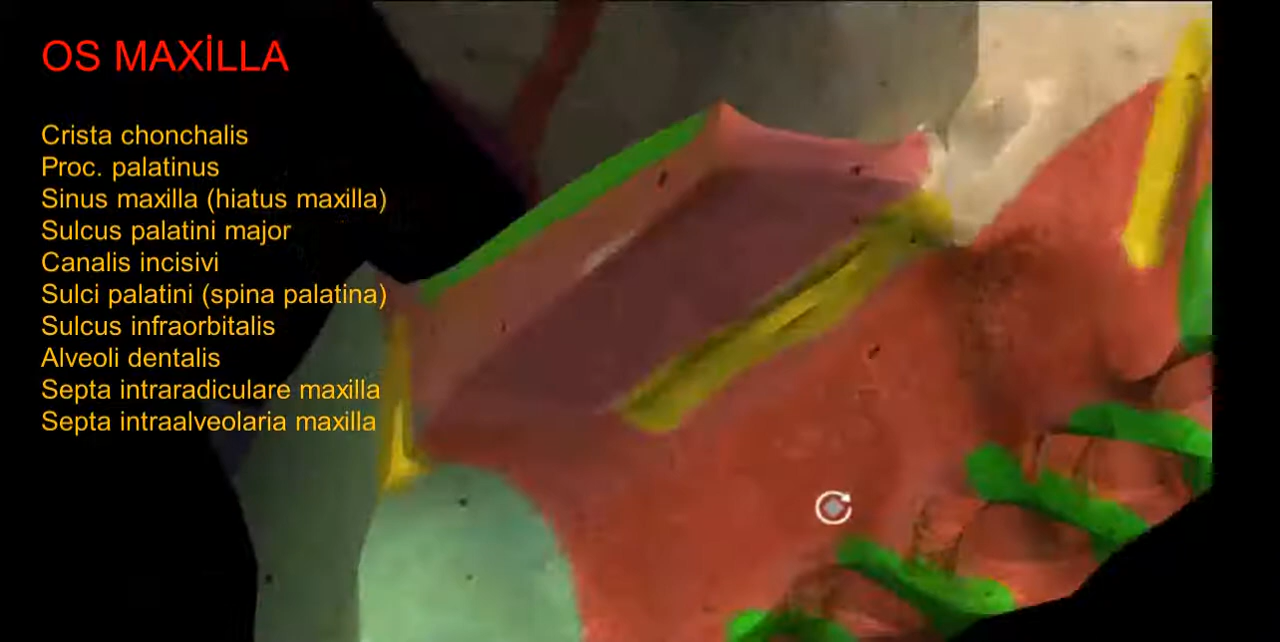 OS MAXİLLA
Crista chonchalis
Proc. palatinus
Sinus maxilla (hiatus maxilla)
Sulcus palatini major
Canalis incisivi
Sulci palatini (spina palatina)
Sulcus infraorbitalis
Alveoli dentalis
Septa intraradiculare maxilla
Septa intraalveolaria maxilla